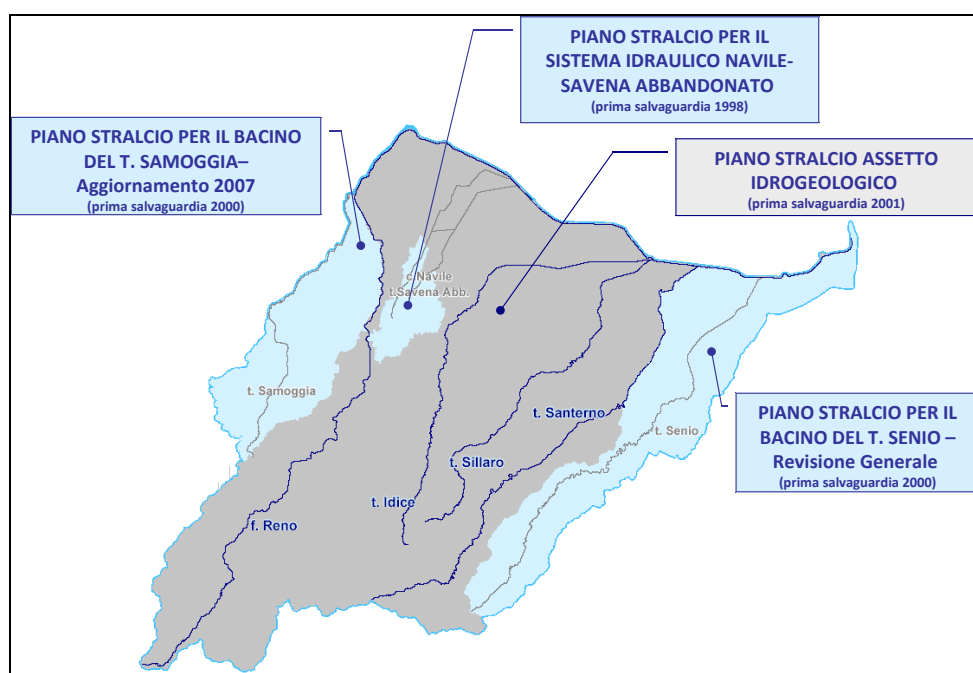 PIANO STRALCIO PER IL
SISTEMA IDRAULICO NAVILE-
SAVENA ABBANDONATO
(prima salvaguardia 1998)
PIANO STRALCIO PER IL BACINO
DEL T. SAMOGGIA–
Aggiornamento 2007
(prima salvaguardia 2000)
PIANO STRALCIO ASSETTO
IDROGEOLOGICO
(prima salvaguardia 2001)
c.Navile
t.Savena Abb.
t. Samoggia
t. Santerno
t. Senio
t. Sillaro
t. Idice
f. Reno
PIANO STRALCIO PER IL
BACINO DEL T. SENIO –
Revisione Generale
(prima salvaguardia 2000)